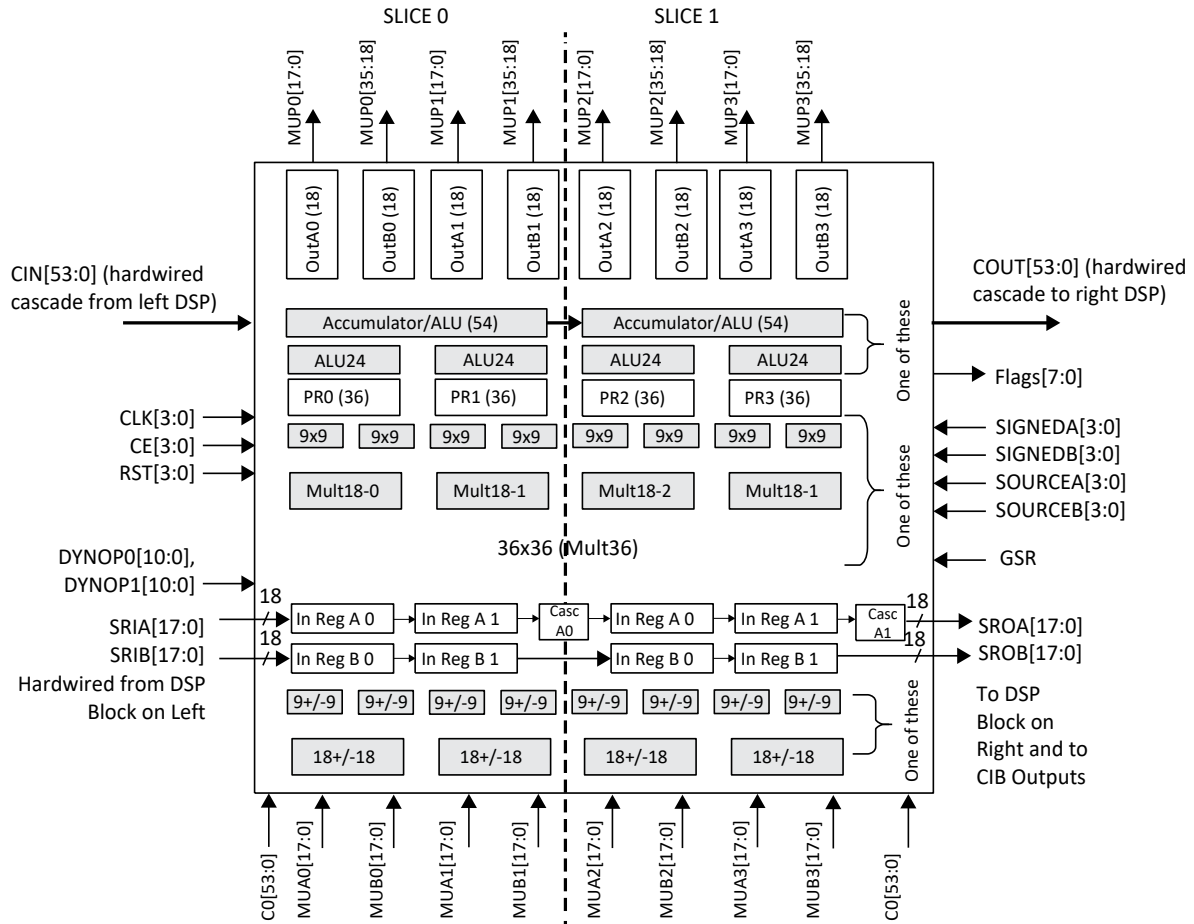 SLICE 0
SLICE 1
MUP0[17:0]
MUP0[35:18]
MUP1[17:0]
MUP1[35:18]
MUP2[17:0]
MUP2[35:18]
MUP3[17:0]
MUP3[35:18]
OutA0 (18)
OutB0 (18)
OutA1 (18)
OutB1 (18)
OutA2 (18)
OutB2 (18)
OutA3 (18)
OutB3 (18)
CIN[53:0] (hardwired
cascade from left DSP)
COUT[53:0] (hardwired
cascade to right DSP)
Accumulator/ALU (54)
Accumulator/ALU (54)
One of these
ALU24
ALU24
ALU24
ALU24
Flags[7:0]
PR0 (36)
PR1 (36)
PR2 (36)
PR3 (36)
CLK[3:0]
CE[3:0]
RST[3:0]
9x9
9x9
9x9
9x9
9x9
9x9
9x9
9x9
SIGNEDA[3:0]
SIGNEDB[3:0]
SOURCEA[3:0]
SOURCEB[3:0]
One of these
Mult18-0
Mult18-1
Mult18-2
Mult18-1
36x36 (Mult36)
GSR
DYNOP0[10:0],
DYNOP1[10:0]
18
SRIA[17:0]
18
SRIB[17:0]
Hardwired from DSP
Block on Left
In Reg A 0
In Reg A 1
Casc
A0
In Reg A 0
In Reg A 1
Casc
A1
18
SROA[17:0]
In Reg B 0
In Reg B 1
In Reg B 0
In Reg B 1
18
SROB[17:0]
To DSP
Block on
Right and to
CIB Outputs
9+/-9
9+/-9
9+/-9
9+/-9
9+/-9
9+/-9
9+/-9
9+/-9
One of these
18+/-18
18+/-18
18+/-18
18+/-18
C0[53:0]
MUA0[17:0]
MUB0[17:0]
MUA1[17:0]
MUB1[17:0]
MUA2[17:0]
MUB2[17:0]
MUA3[17:0]
MUB3[17:0]
C0[53:0]